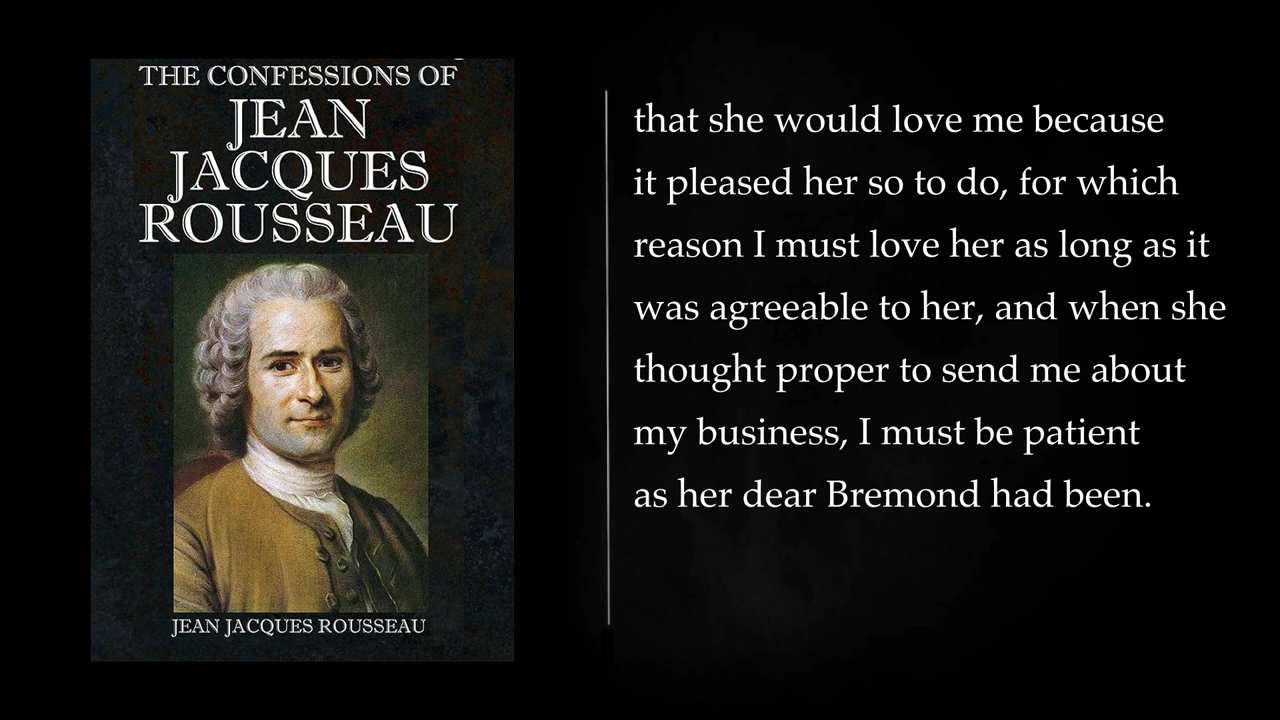 THE CONFESSIONS OF
JEAN
JACQUES
ROUSSEAU
JEAN JACQUES ROUSSEAU
that she would love me because
it pleased her so to do, for which
reason I must love her as long as it
was agreeable to her, and when she
thought proper to send me about
my business, I must be patient
as her dear Bremond had been.